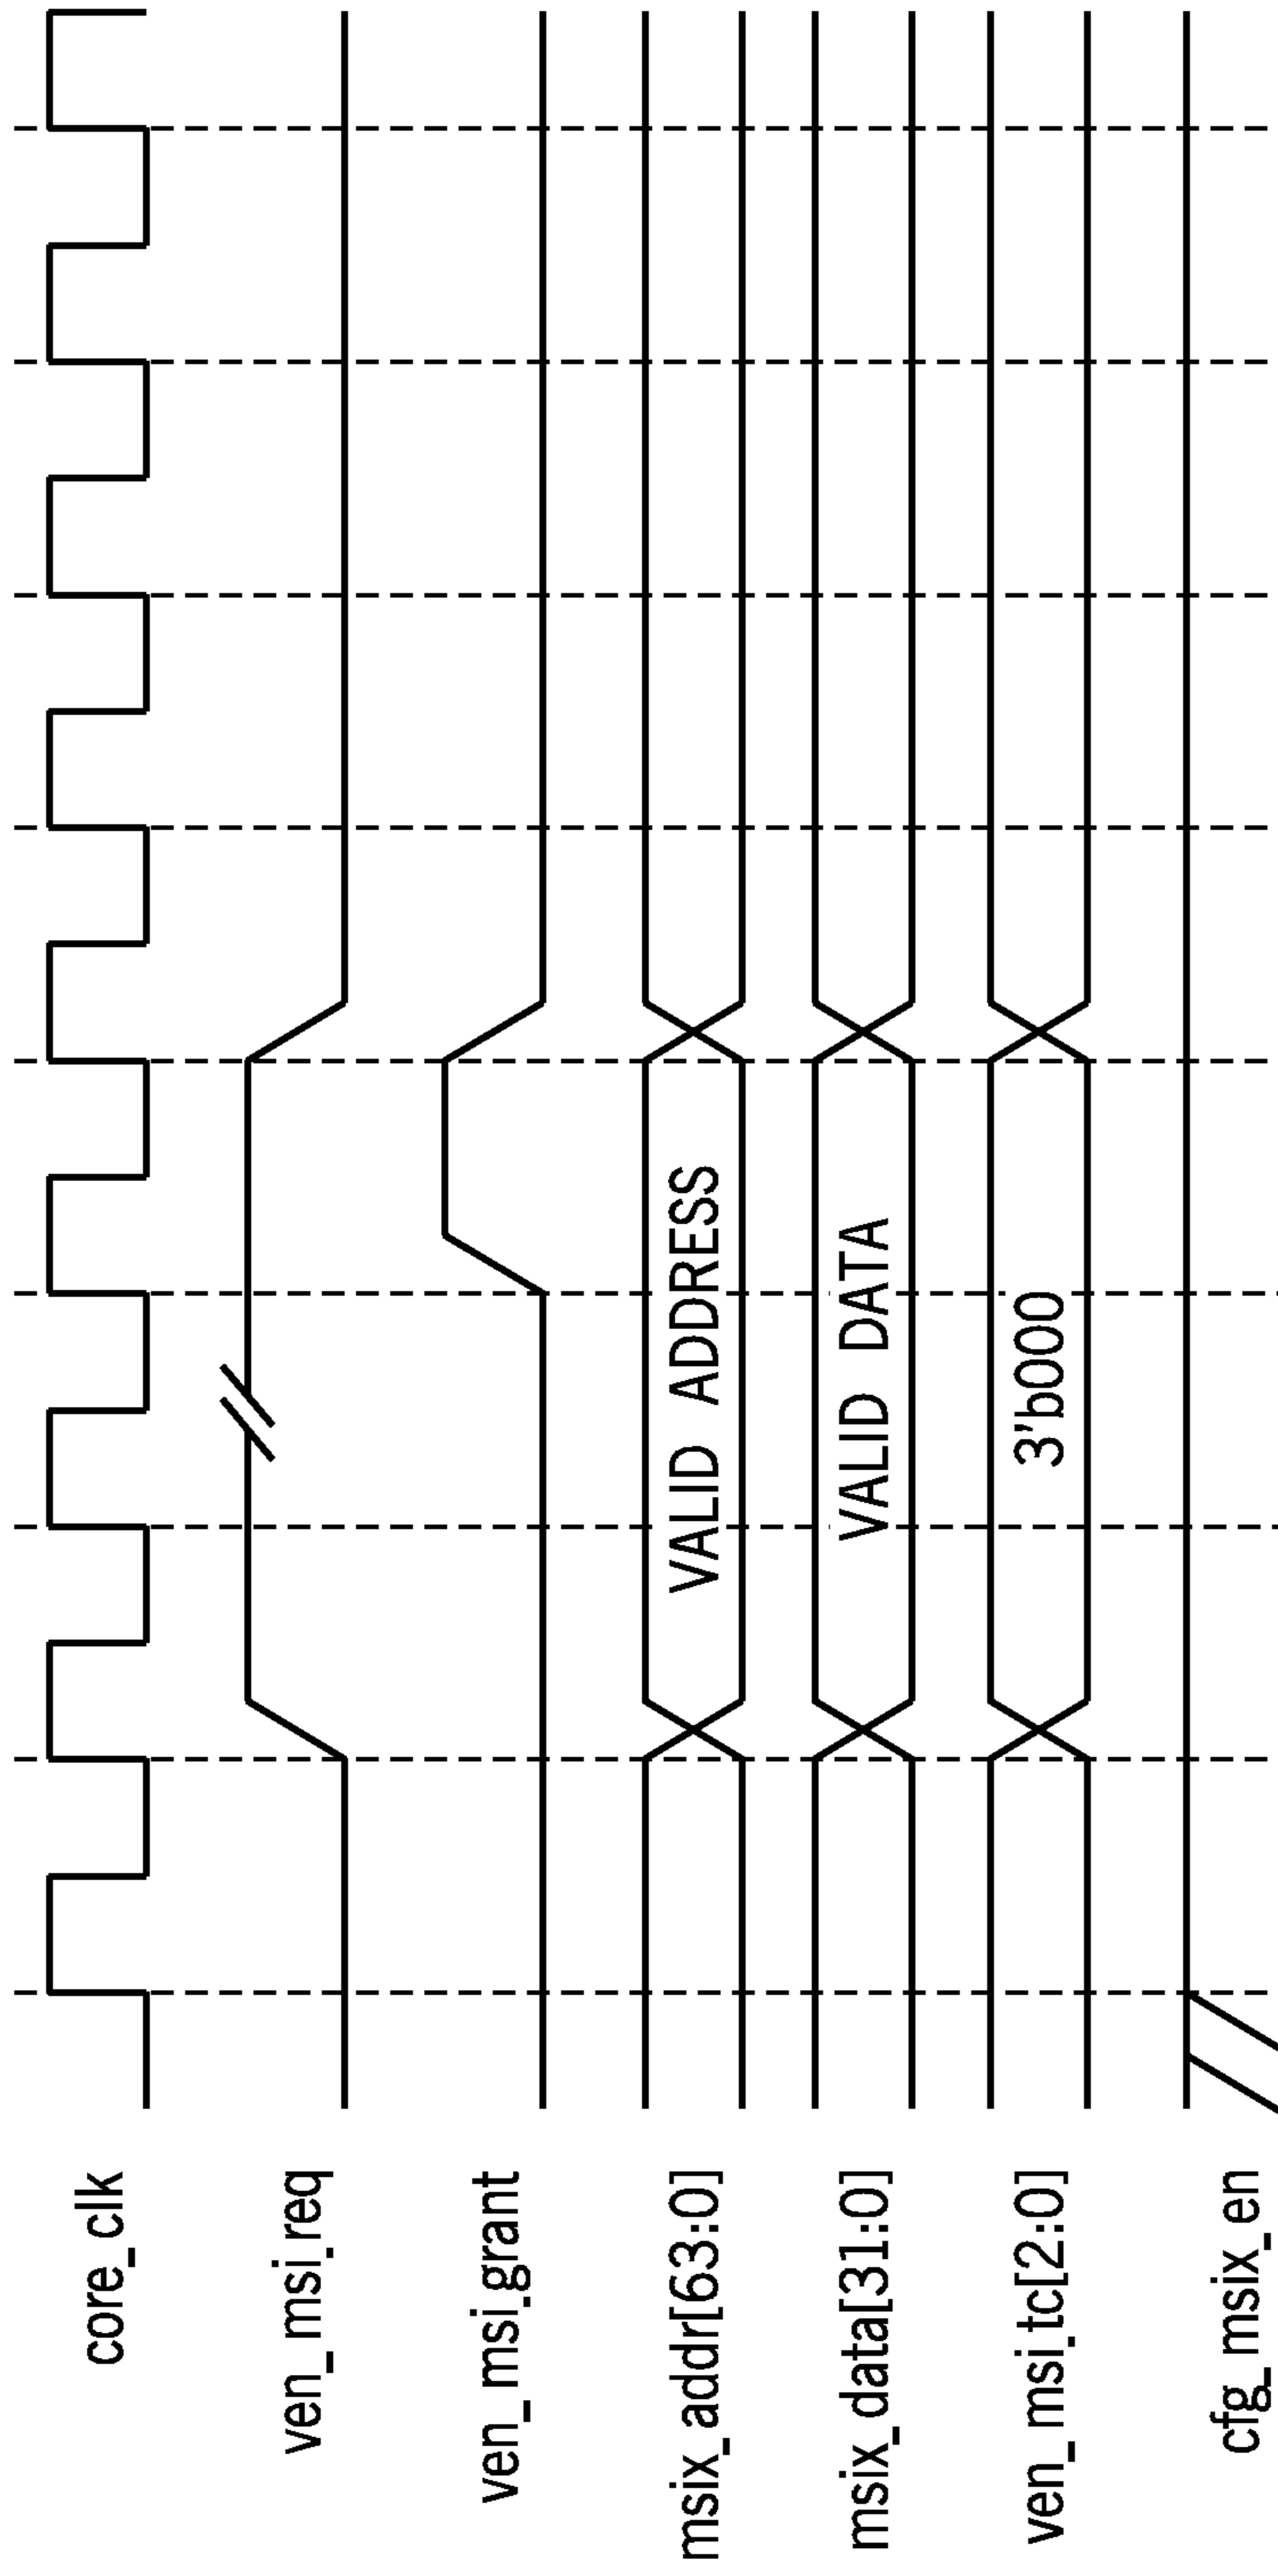 core_clk
ven_msi_req
ven_msi_grant
msix_addr[63:0]
VALID ADDRESS
msix_data[31:0]
VALID DATA
ven_msi_tc[2:0]
3'b000
cfg_msix_en